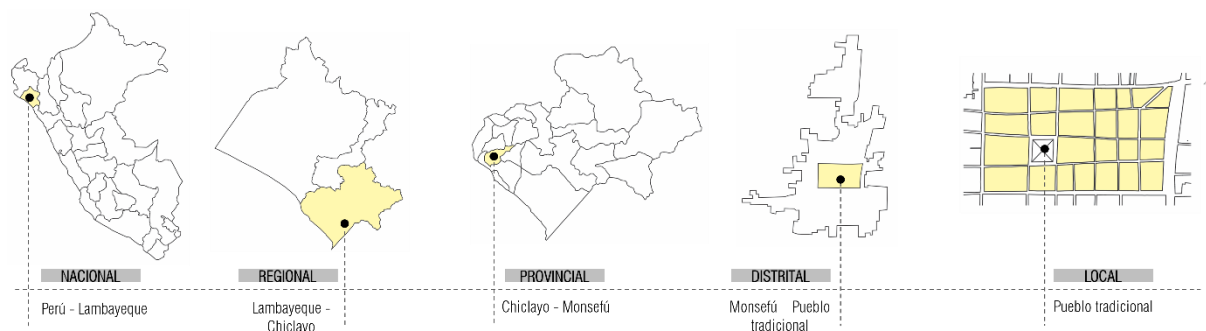 NACIONAL
Perú - Lambayeque
REGIONAL
Lambayeque -
Chiclayo
PROVINCIAL
Chiclayo - Monsefú
DISTRITAL
Monsefú Pueblo
tradicional
LOCAL
Pueblo tradicional